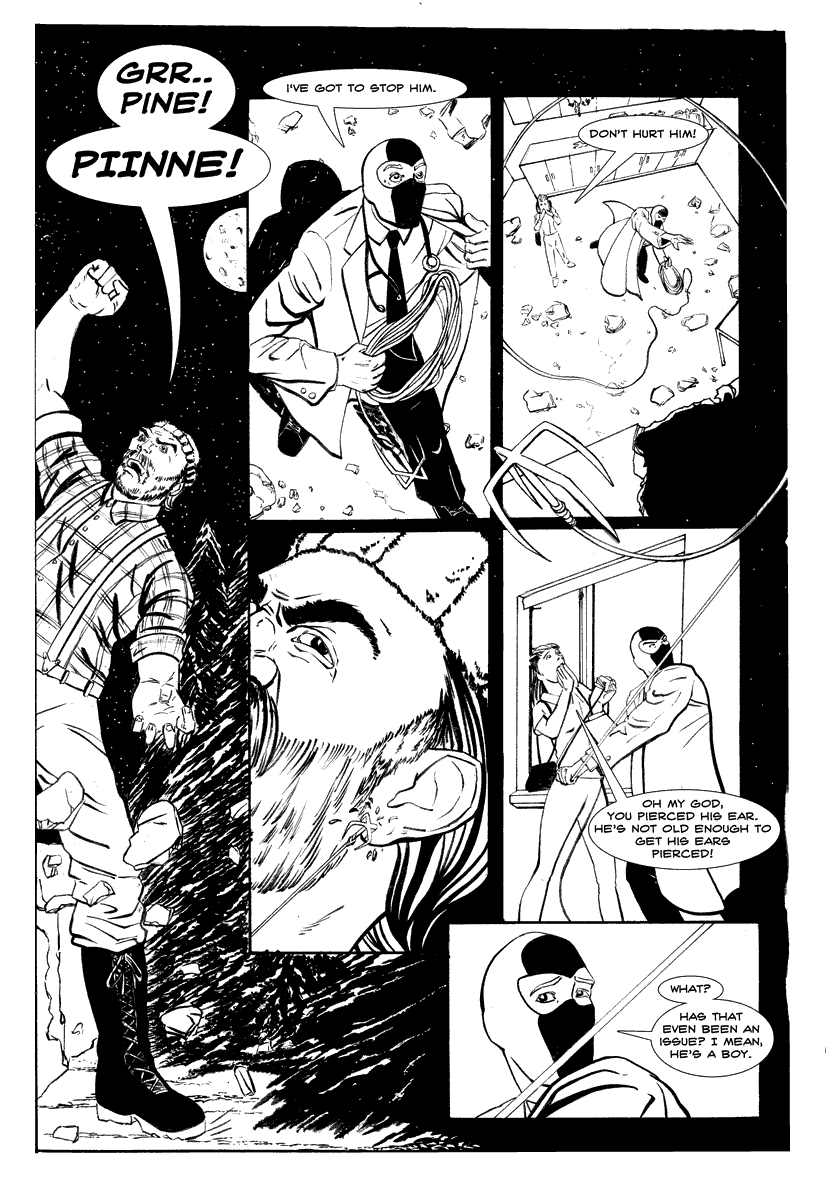 GRR..
PINE!
PIINNE!
I'VE GOT TO STOP HIM.
DON'T HURT HIM!
OH MY GOD,
YOU PIERCED HIS EAR.
HE'S NOT OLD ENOUGH TO
GET HIS EARS
PIERCED!
WHAT?
HAS THAT
EVEN BEEN AN
ISSUE? I MEAN,
HE'S A BOY.